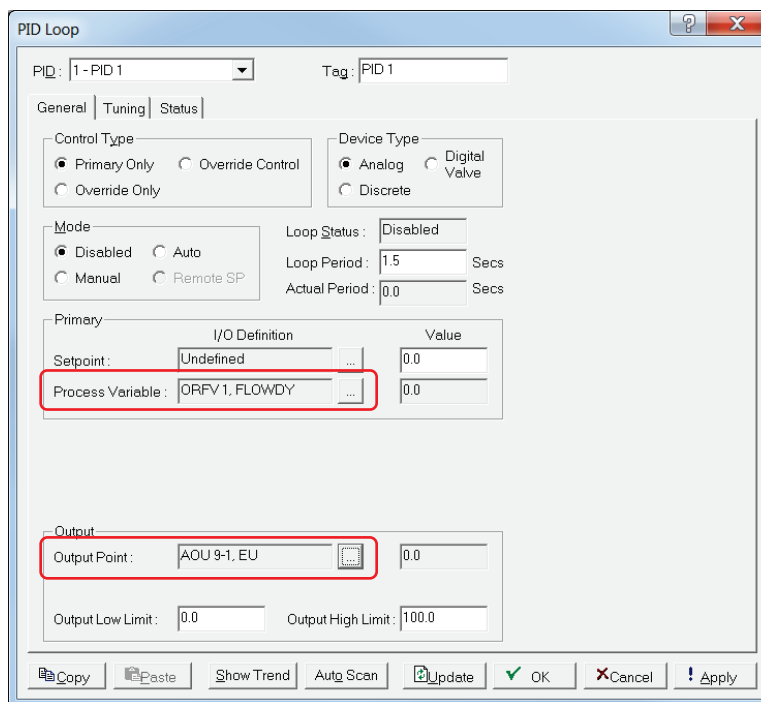 PID Loop
PID : 1 - PID 1 Tag : PID 1
General Tuning Status
Control Type Device Type
Primary Only Override Control Analog Digital Valve
Override Only Discrete
Mode Loop Status : Disabled
Disabled Auto Loop Period : 1.5 Secs
Manual Remote SP Actual Period : 0.0 Secs
Primary
I/O Definition Value
Setpoint : Undefined ... 0.0
Process Variable : ORFV 1, FLOWDY ... 0.0
Output
Output Point : AOU 9-1, EU ... 0.0
Output Low Limit : 0.0 Output High Limit : 100.0
Copy Paste Show Trend Auto Scan Update OK Cancel Apply